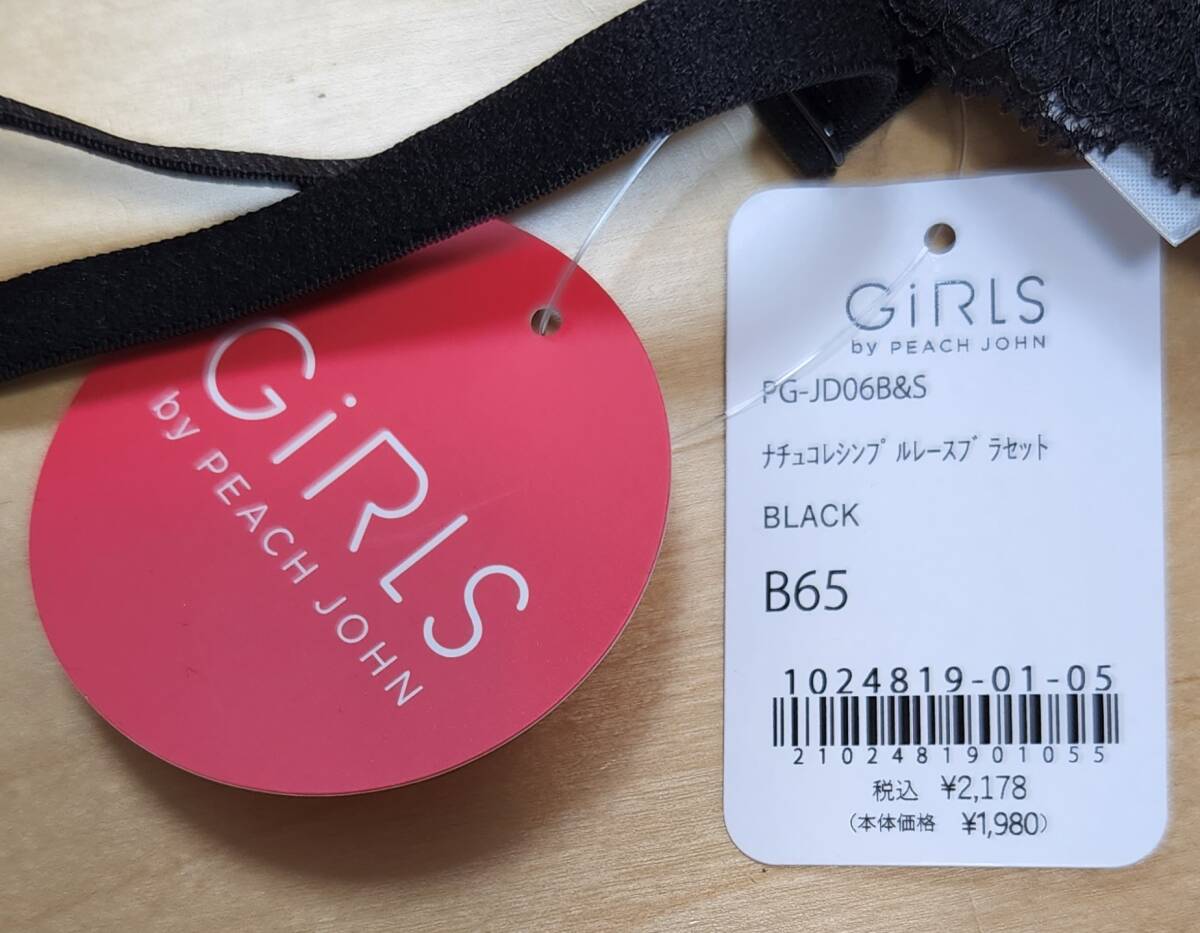 GiRLS
by PEACH JOHN
GiRLS
by PEACH JOHN
PG-JD06B&S
ﾅﾁｭｺﾚｼﾝﾌﾟﾙﾚｰｽﾌﾞﾗｾｯﾄ
BLACK
B65
1024819-01-05
2102481901055
税込 ¥2,178
(本体価格 ¥1,980)